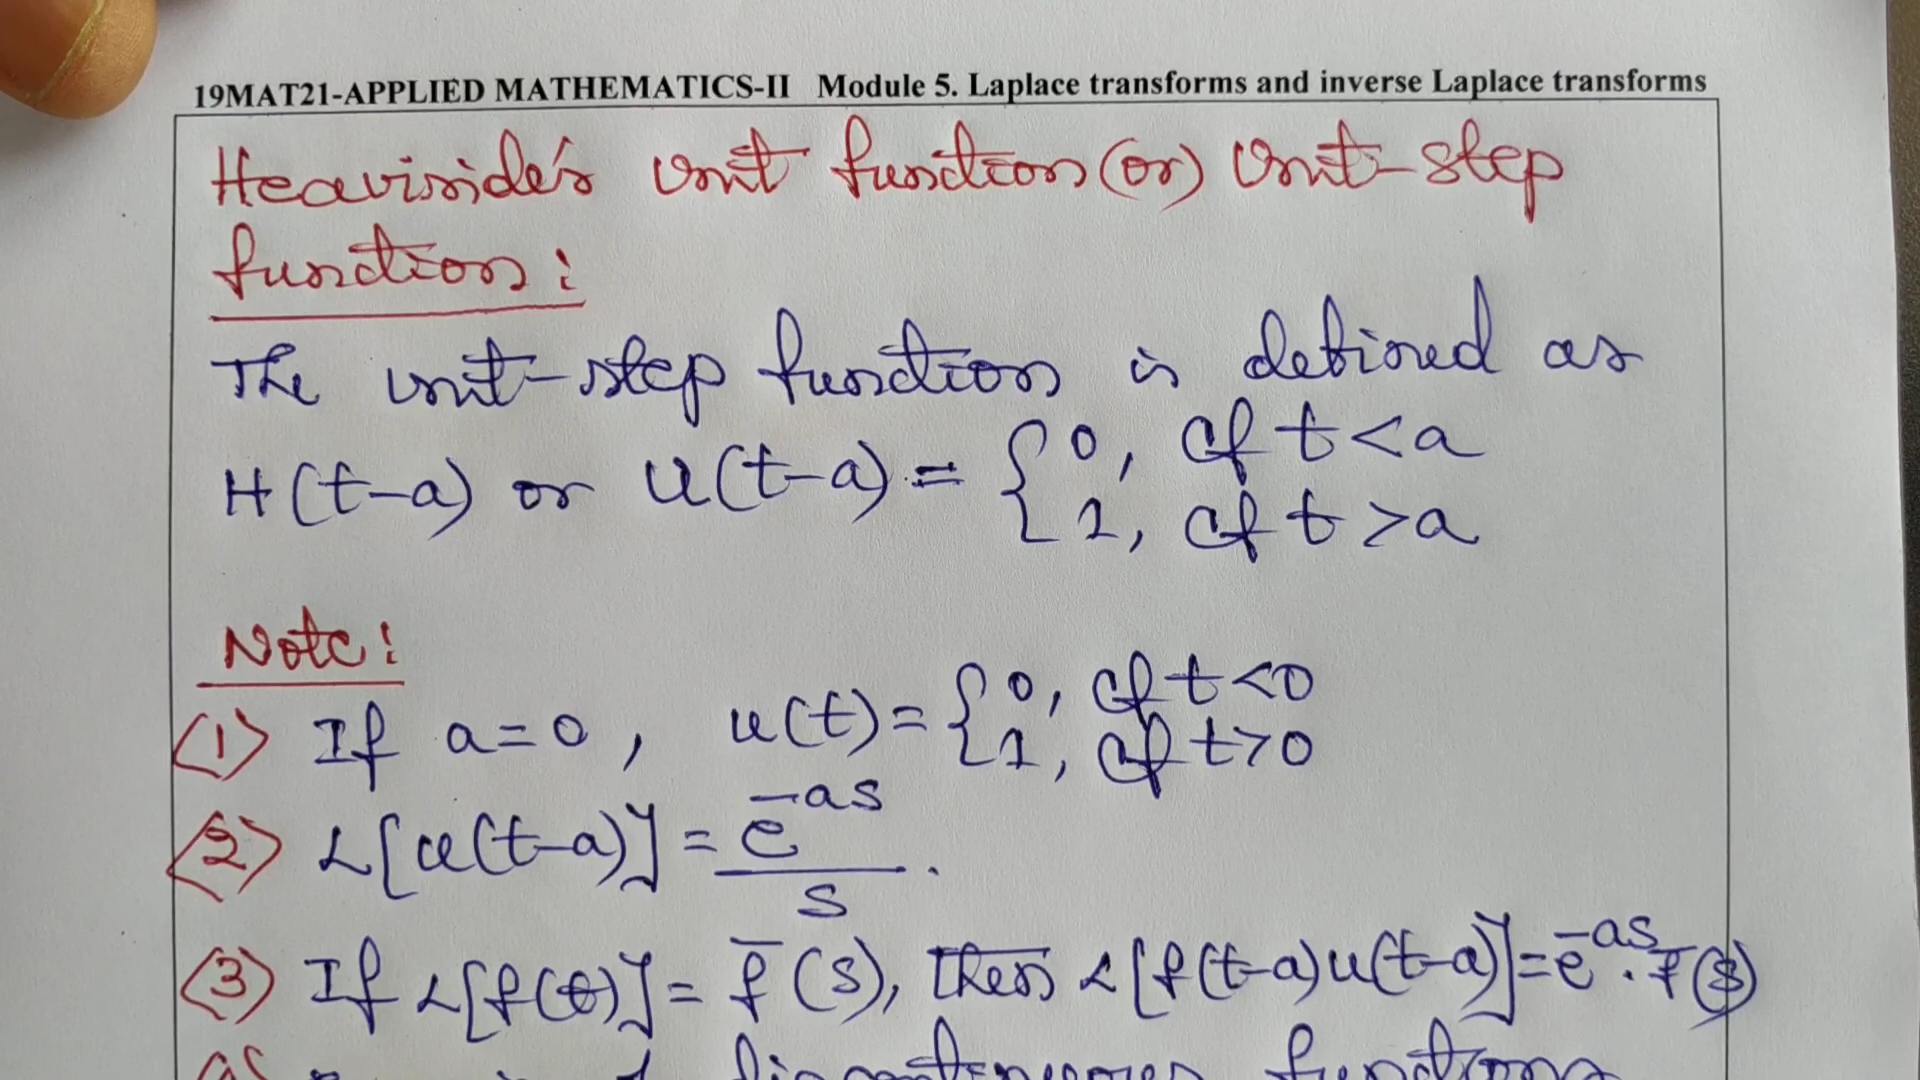 19MAT21-APPLIED MATHEMATICS-II Module 5. Laplace transforms and inverse Laplace transforms
Heaviside's unit function (or) Unit-step
function:
The unit-step function is defined as
H(t-a) or u(t-a) = { 0, if t<a
1, if t>a
Note:
(1) If a=0, u(t) = { 0, if t<0
1, if t>0
(2) L[u(t-a)] = e^-as / s .
(3) If L[f(t)] = f̄(s), then L[f(t-a)u(t-a)] = e^-as . f̄(s)
discontinuous functions